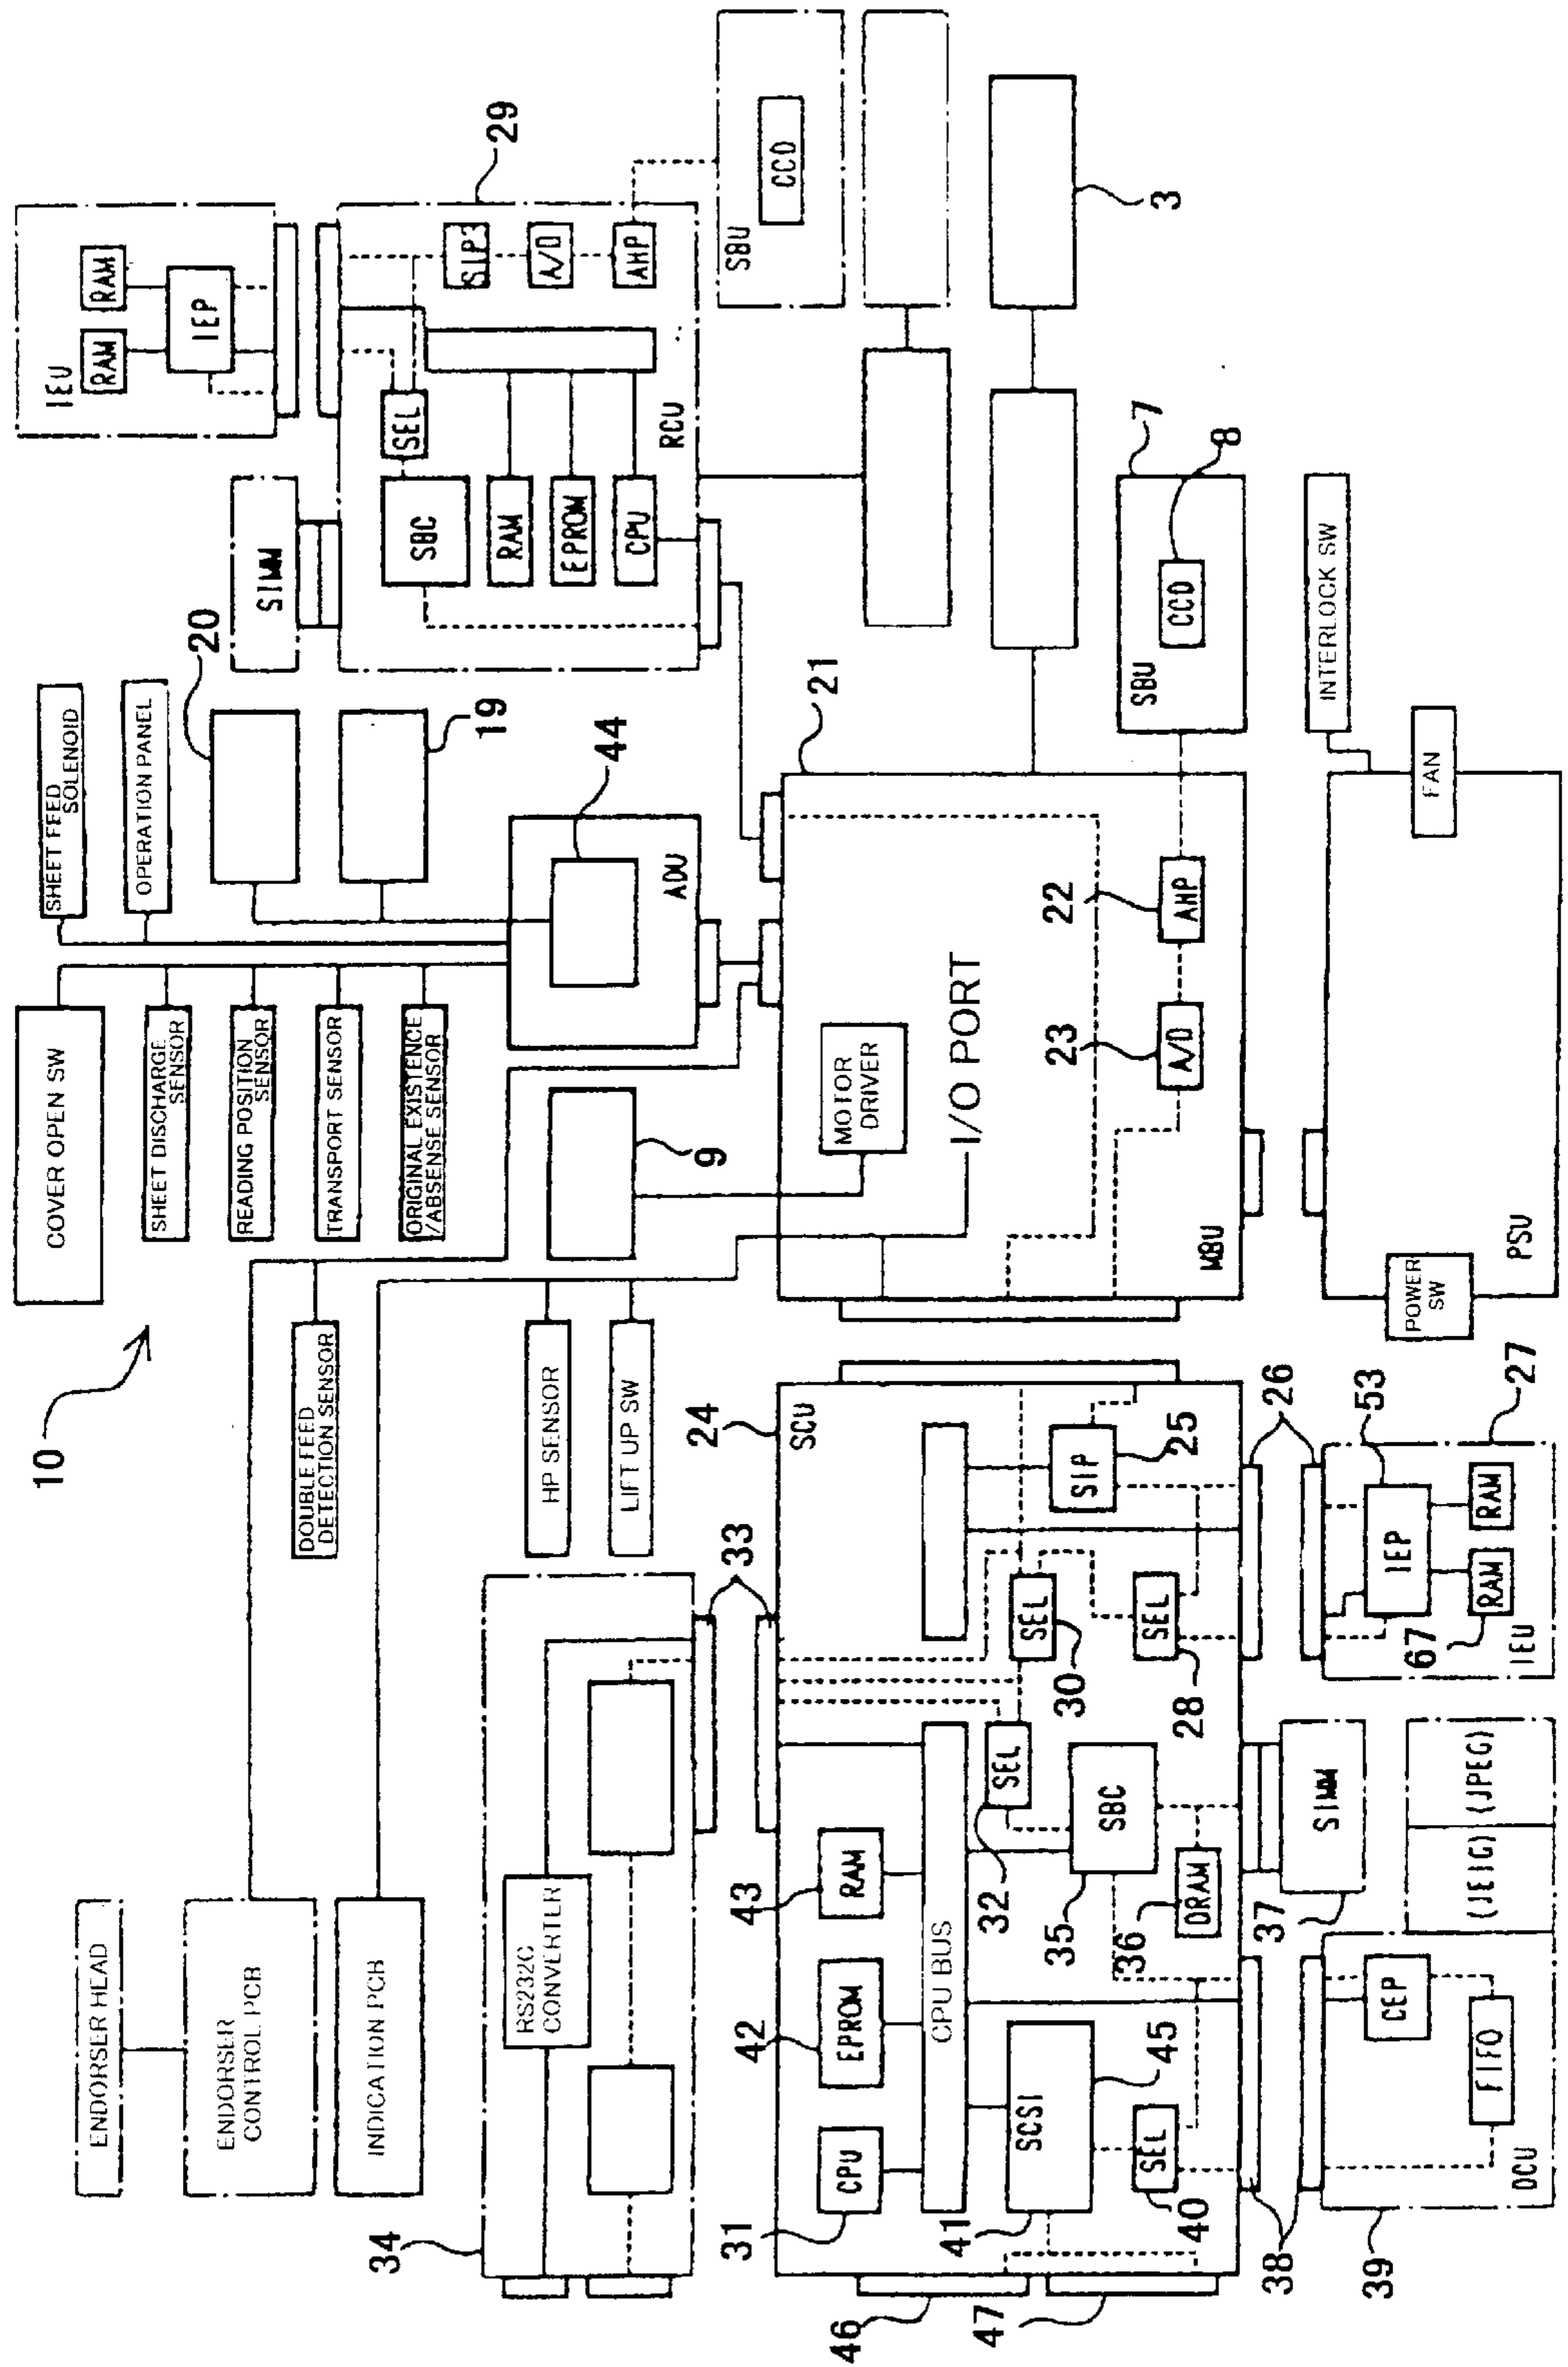 10
ENDORSER HEAD
ENDORSER
CONTROL PCB
INDICATION PCB
DOUBLE FEED
DETECTION SENSOR
HP SENSOR
LIFT UP SW
COVER OPEN SW
SHEET DISCHARGE
SENSOR
READING POSITION
SENSOR
TRANSPORT SENSOR
ORIGINAL EXISTENCE
/ABSENSE SENSOR
9
SHEET FEED
SOLENOID
OPERATION PANEL
20
19
44
ADU
IEU
RAM
RAM
IEP
SIMM
29
SEL
SBC
RAM
EPROM
CPU
RCU
SIP
A/D
AMP
SBU
CCD
3
34
RS232C
CONVERTER
33
24
SCU
31
CPU
42
EPROM
43
RAM
CPU BUS
41
SCSI
45
SEL
40
46
47
32
SEL
35
SBC
36
DRAM
30
SEL
28
SEL
SIP
25
26
21
MOTOR
DRIVER
I/O PORT
22
AMP
23
A/D
MBU
7
8
SBU
CCD
INTERLOCK SW
FAN
POWER
SW
PSU
38
39
DCU
CEP
FIFO
(JBIG)
(JPEG)
37
SIMM
27
53
IEP
67
RAM
RAM
IEU